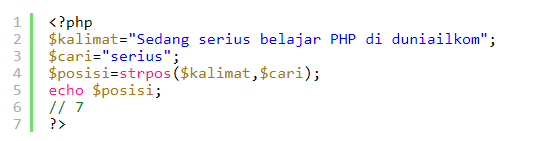 1 <?php
2 $kalimat="Sedang serius belajar PHP di duniailkom";
3 $cari="serius";
4 $posisi=strpos($kalimat,$cari);
5 echo $posisi;
6 // 7
7 ?>